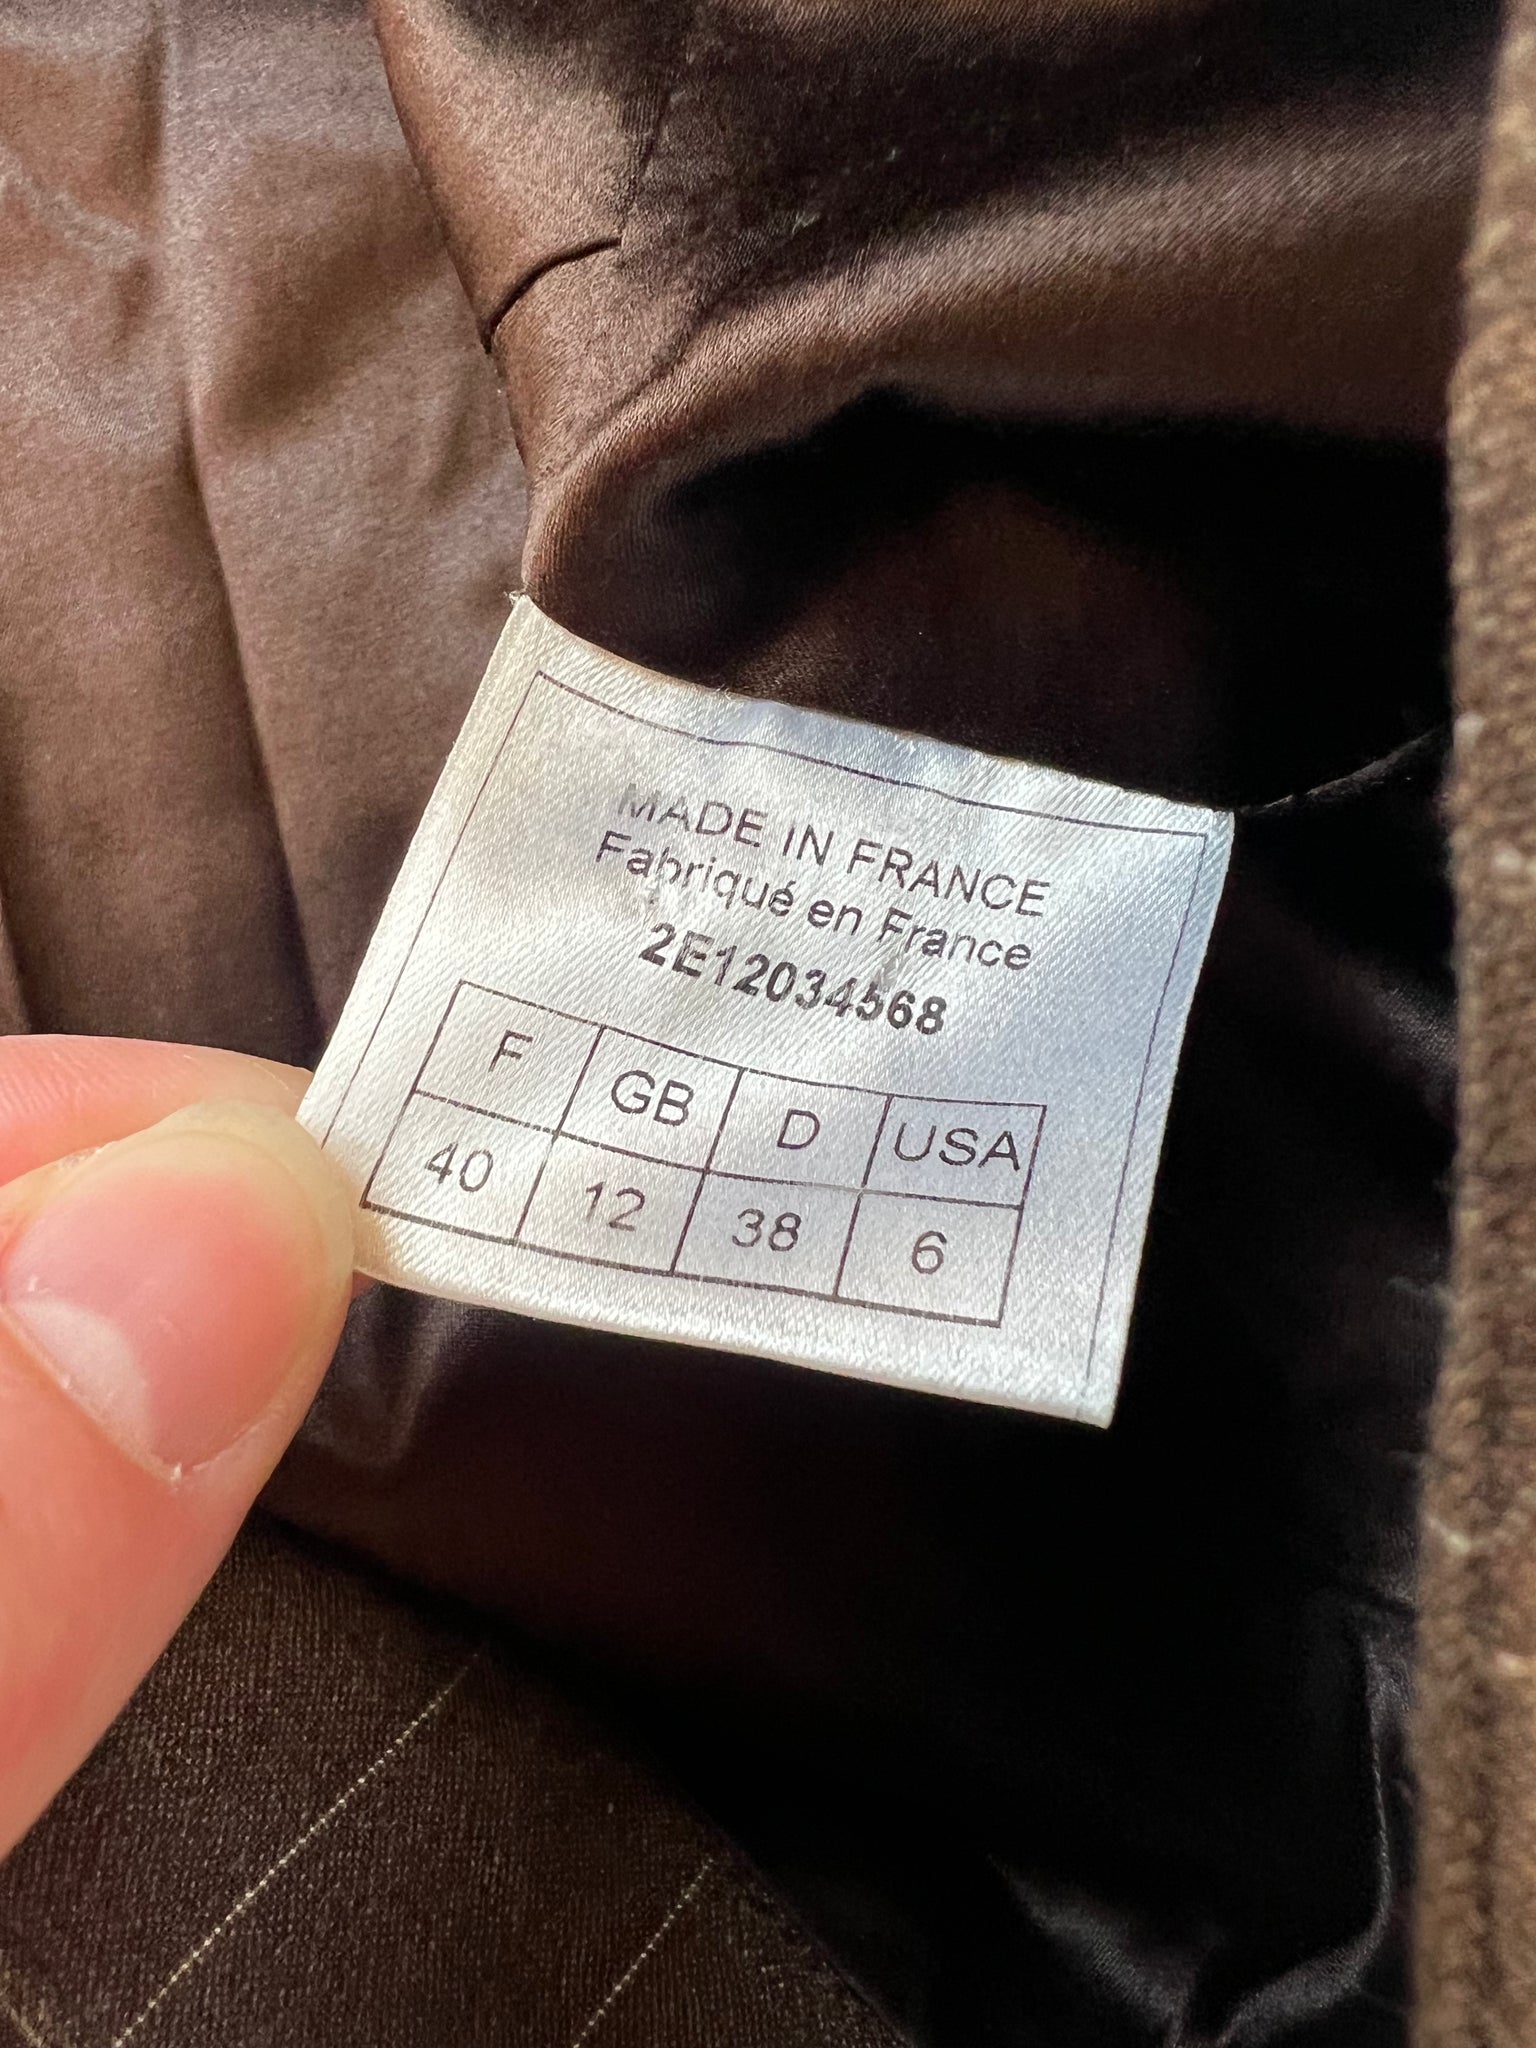 MADE IN FRANCE
Fabriqué en France
2E12034568
F GB D USA
40 12 38 6